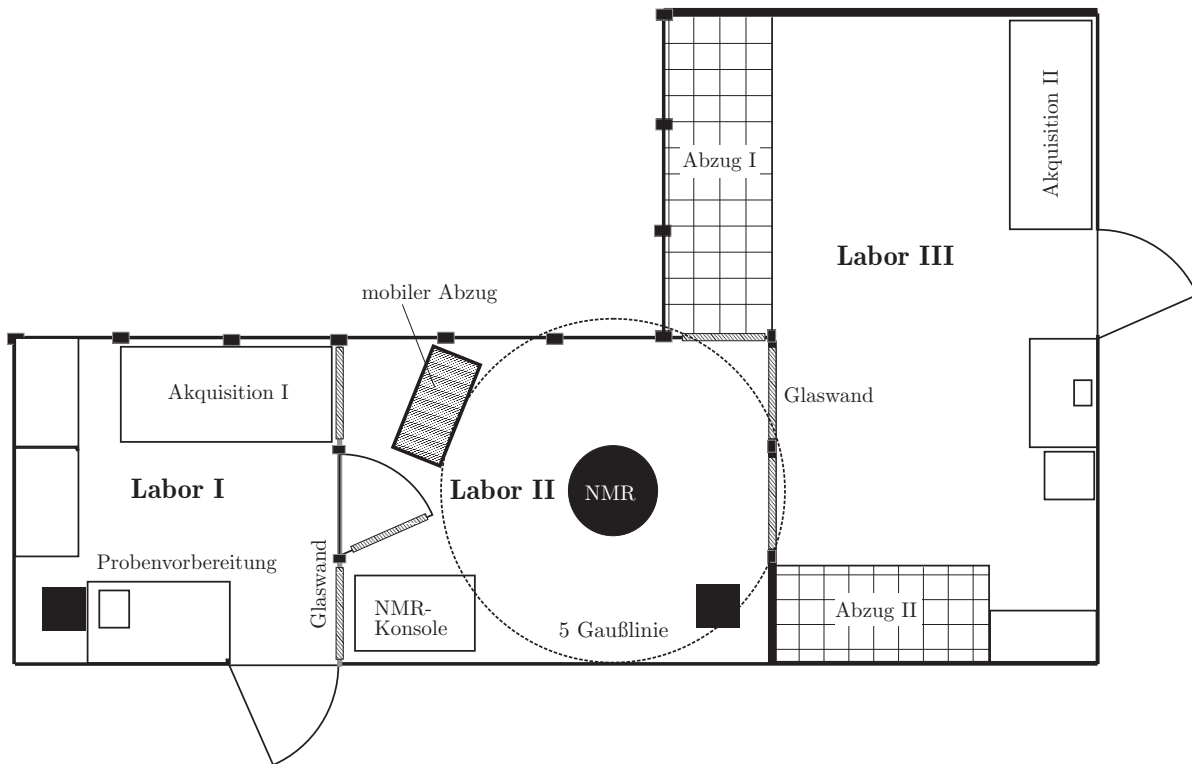 Akquisition II
Abzug I
Labor III
mobiler Abzug
Akquisition I
Glaswand
Labor I
Labor II
NMR
Probenvorbereitung
Glaswand
NMR-
Konsole
5 Gaußlinie
Abzug II